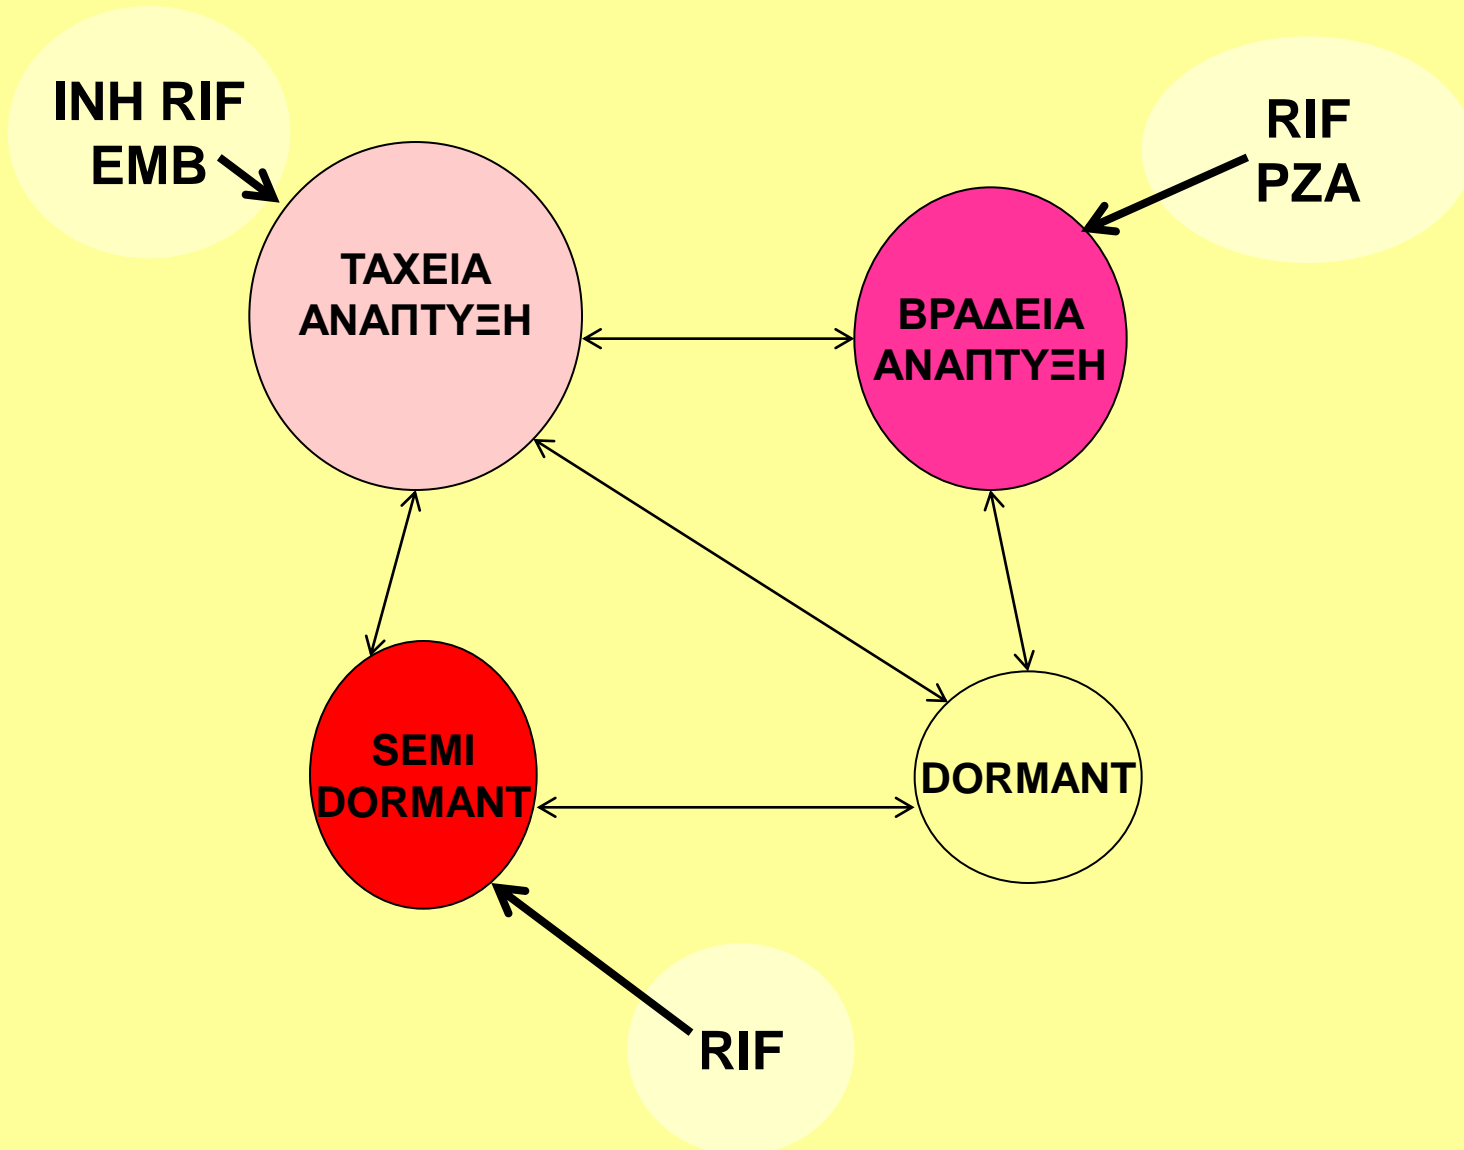 INH RIF
EMB
RIF
PZA
ΤΑΧΕΙΑ
ΑΝΑΠΤΥΞΗ
ΒΡΑΔΕΙΑ
ΑΝΑΠΤΥΞΗ
SEMI
DORMANT
DORMANT
RIF